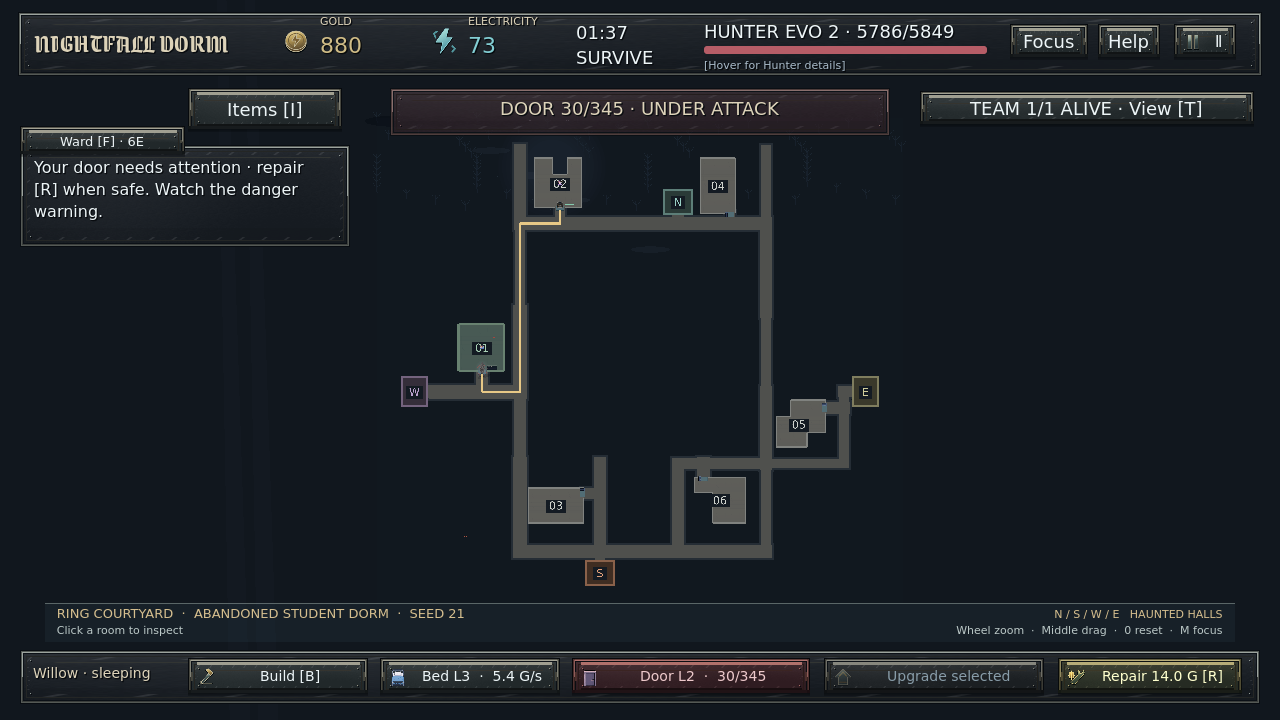 NIGHTFALL DORM
GOLD
880
ELECTRICITY
73
01:37
SURVIVE
HUNTER EVO 2 · 5786/5849
[Hover for Hunter details]
Focus
Help
II
Items [I]
DOOR 30/345 · UNDER ATTACK
TEAM 1/1 ALIVE · View [T]
Ward [F] · 6E
Your door needs attention · repair
[R] when safe. Watch the danger
warning.
02
04
N
01
W
E
05
03
06
S
RING COURTYARD · ABANDONED STUDENT DORM · SEED 21
Click a room to inspect
N / S / W / E HAUNTED HALLS
Wheel zoom · Middle drag · 0 reset · M focus
Willow · sleeping
Build [B]
Bed L3 · 5.4 G/s
Door L2 · 30/345
Upgrade selected
Repair 14.0 G [R]